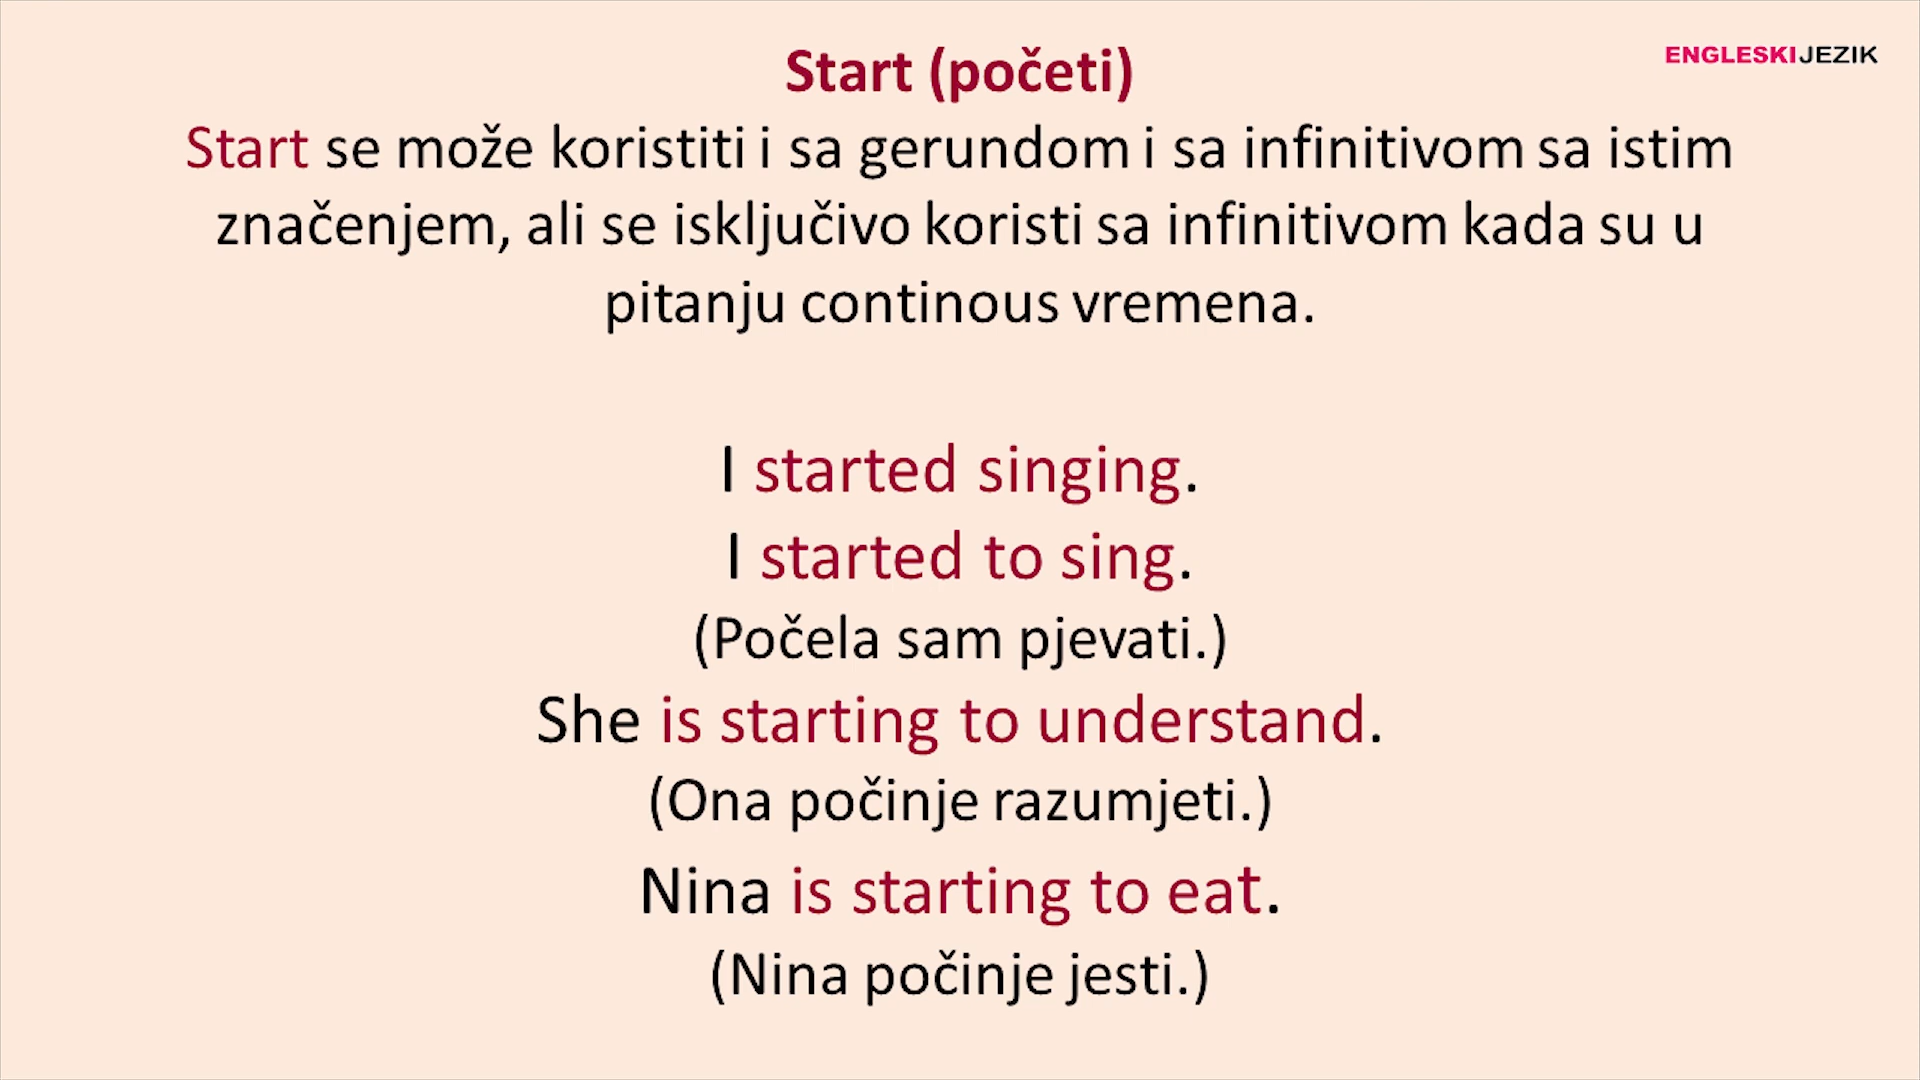 Start (početi)
ENGLESKIJEZIK
Start se može koristiti i sa gerundom i sa infinitivom sa istim
značenjem, ali se isključivo koristi sa infinitivom kada su u
pitanju continous vremena.
I started singing.
I started to sing.
(Počela sam pjevati.)
She is starting to understand.
(Ona počinje razumjeti.)
Nina is starting to eat.
(Nina počinje jesti.)